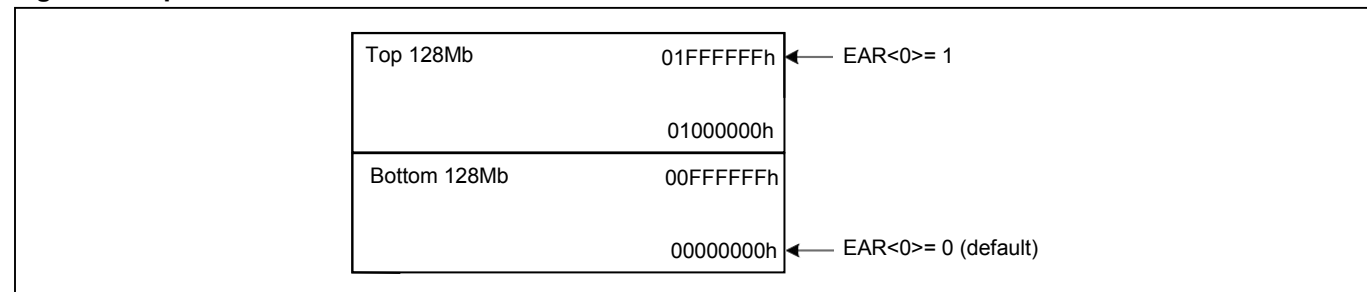 Top 128Mb 01FFFFFFh EAR<0>= 1
01000000h
Bottom 128Mb 00FFFFFFh
00000000h EAR<0>= 0 (default)